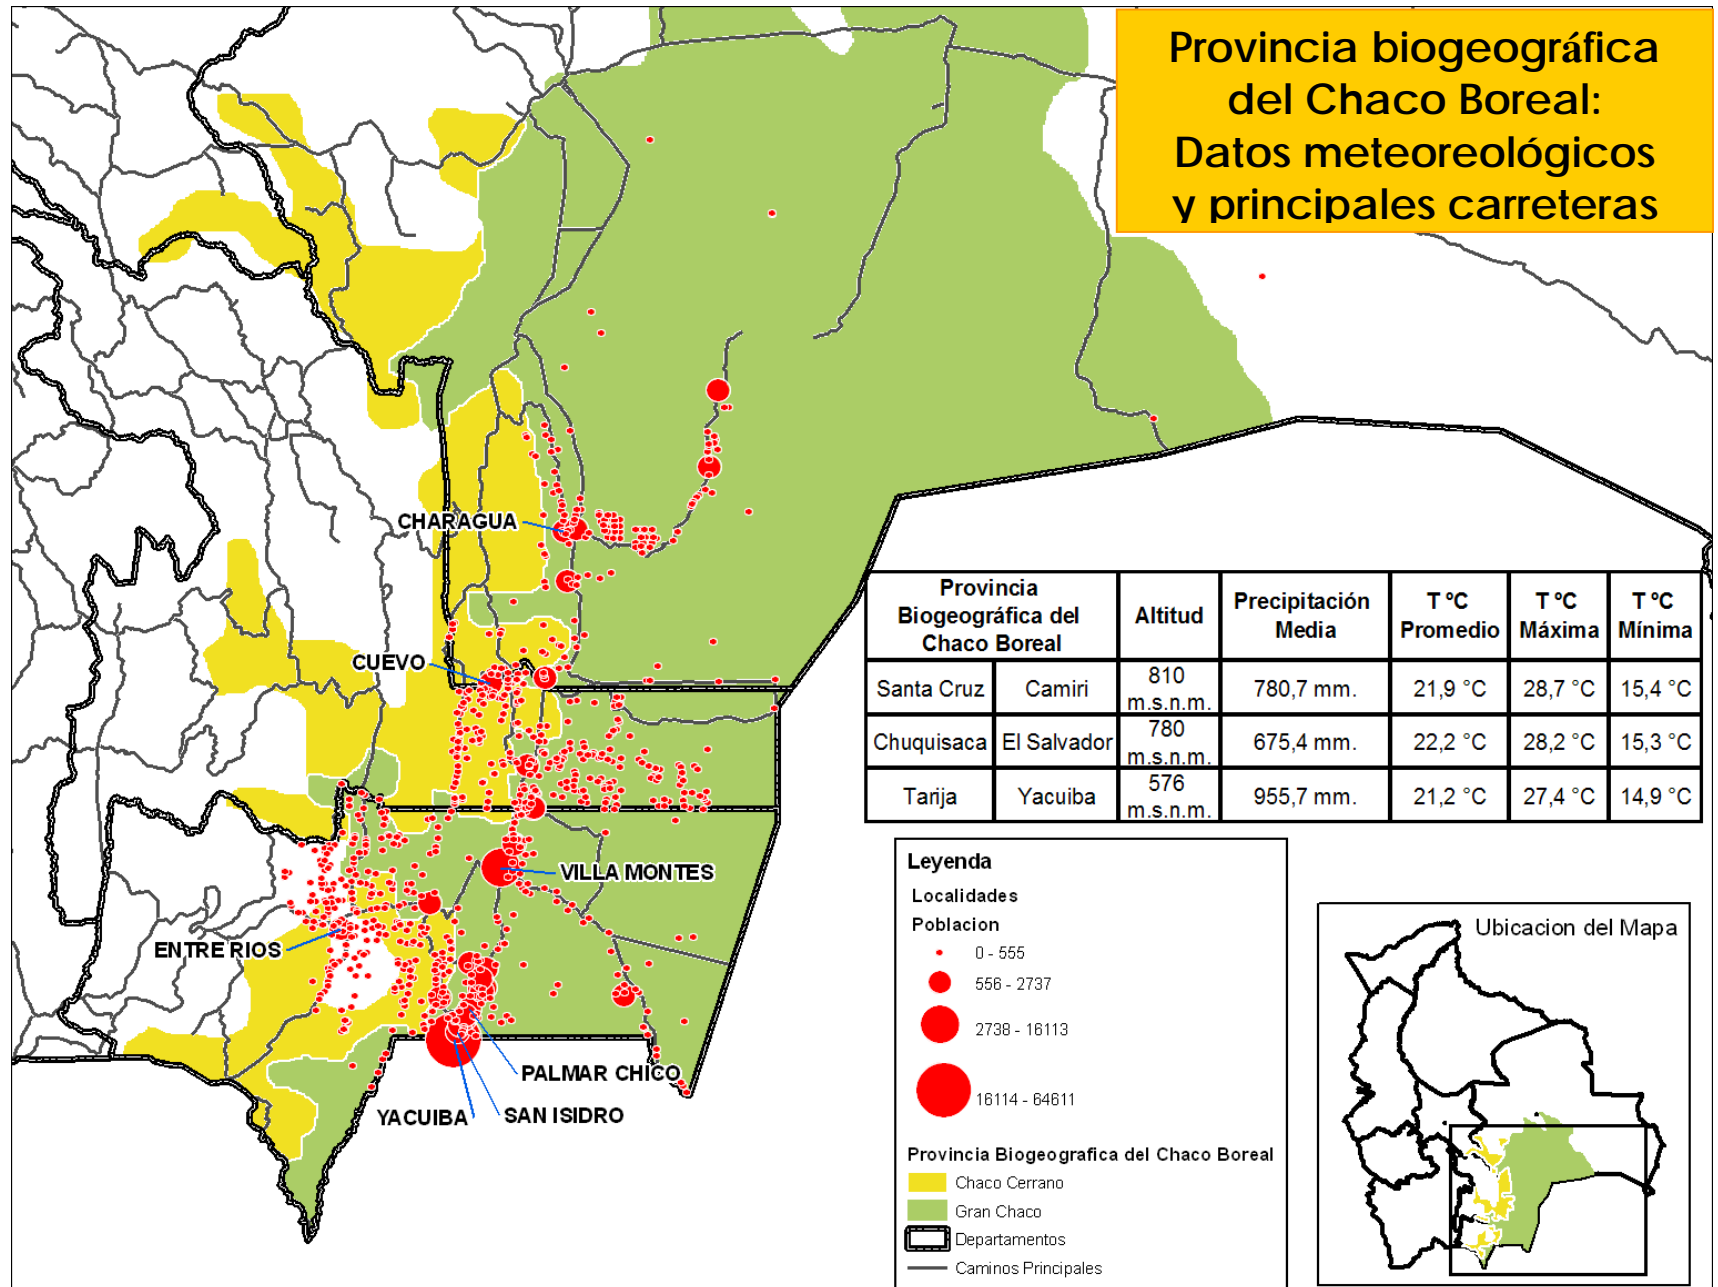 Provincia biogeográfica
del Chaco Boreal:
Datos meteoreológicos
y principales carreteras
CHARAGUA
CUEVO
VILLA MONTES
ENTRE RIOS
PALMAR CHICO
YACUIBA
SAN ISIDRO
Provincia Biogeográfica del Chaco Boreal Altitud Precipitación Media T ºC Promedio T ºC Máxima T ºC Mínima
Santa Cruz Camiri 810 m.s.n.m. 780,7 mm. 21,9 °C 28,7 °C 15,4 °C
Chuquisaca El Salvador 780 m.s.n.m. 675,4 mm. 22,2 °C 28,2 °C 15,3 °C
Tarija Yacuiba 576 m.s.n.m. 955,7 mm. 21,2 °C 27,4 °C 14,9 °C
Leyenda
Localidades
Poblacion
0 - 555
556 - 2737
2738 - 16113
16114 - 64611
Provincia Biogeografica del Chaco Boreal
Chaco Cerrano
Gran Chaco
Departamentos
Caminos Principales
Ubicacion del Mapa